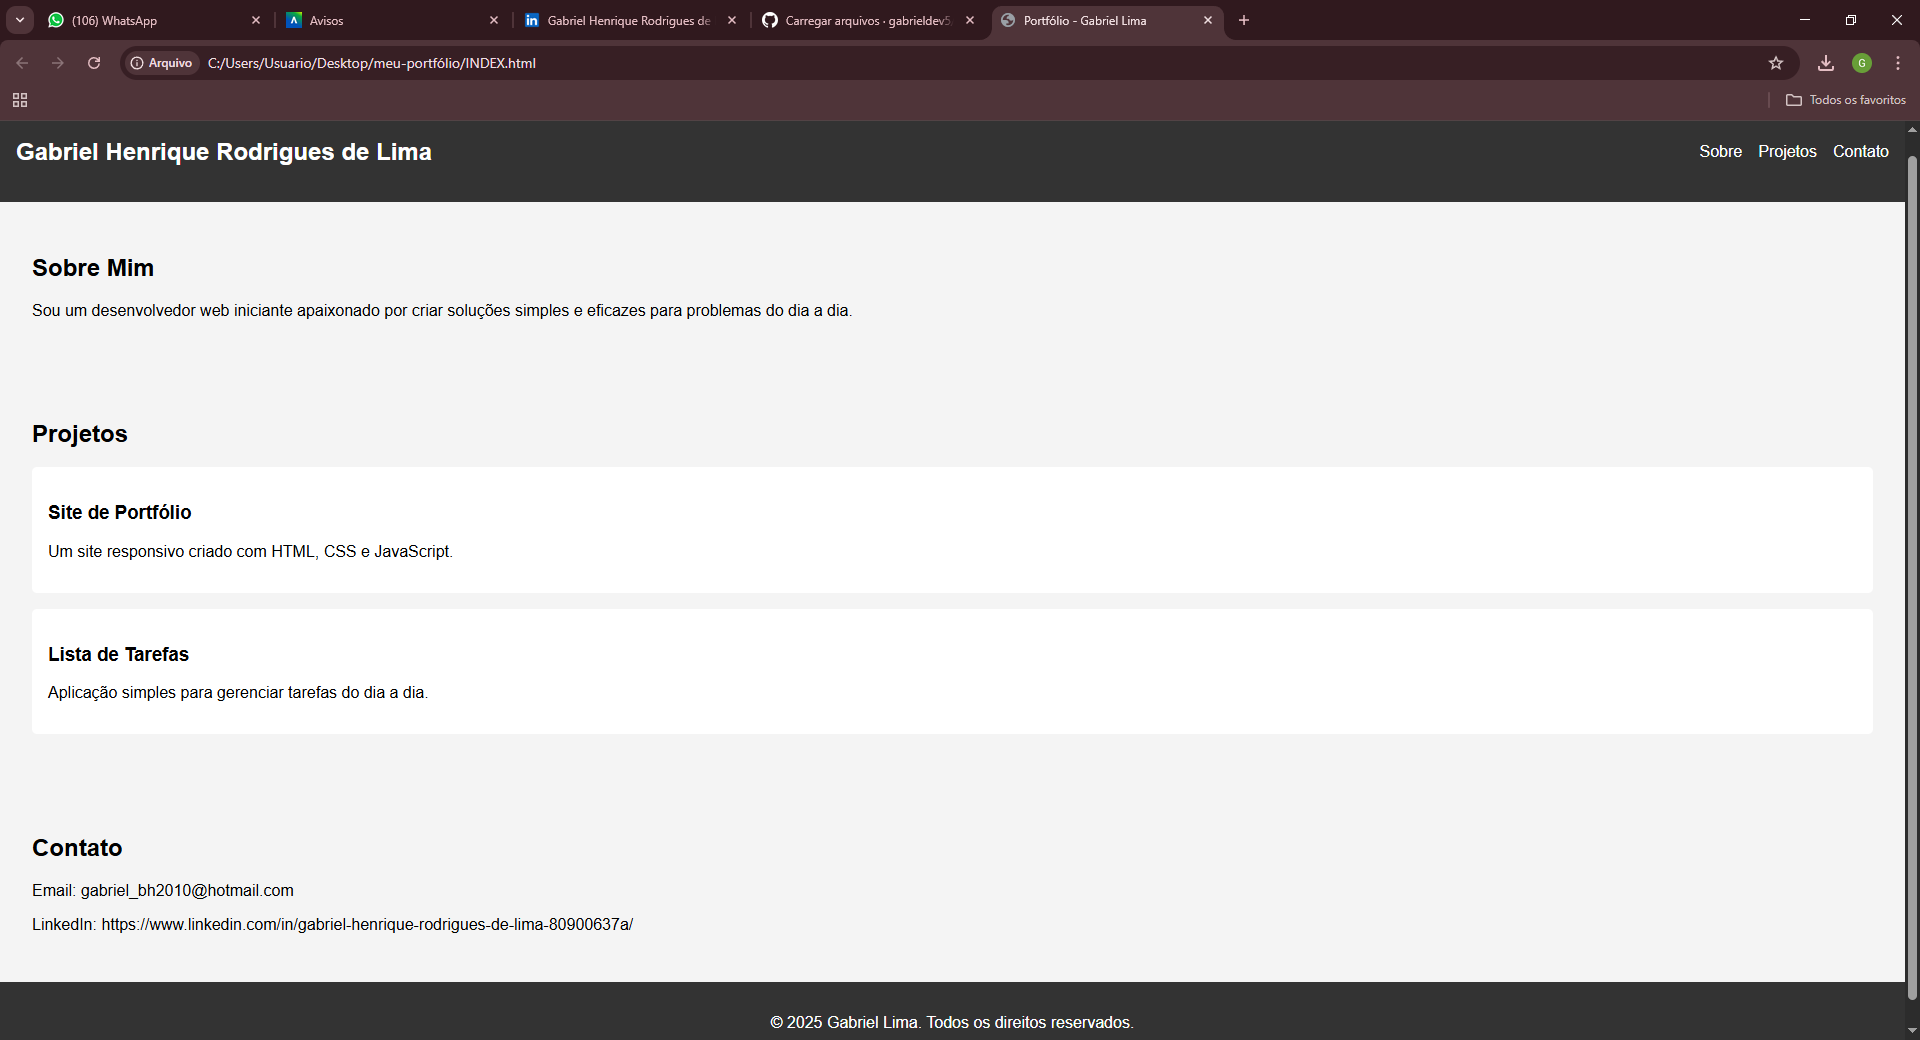 (106) WhatsApp
Avisos
Gabriel Henrique Rodrigues de
Carregar arquivos · gabrieldev5
Portfólio - Gabriel Lima
Arquivo
C:/Users/Usuario/Desktop/meu-portfólio/INDEX.html
G
Todos os favoritos
Gabriel Henrique Rodrigues de Lima
Sobre Projetos Contato
Sobre Mim
Sou um desenvolvedor web iniciante apaixonado por criar soluções simples e eficazes para problemas do dia a dia.
Projetos
Site de Portfólio
Um site responsivo criado com HTML, CSS e JavaScript.
Lista de Tarefas
Aplicação simples para gerenciar tarefas do dia a dia.
Contato
Email: gabriel_bh2010@hotmail.com
LinkedIn: https://www.linkedin.com/in/gabriel-henrique-rodrigues-de-lima-80900637a/
© 2025 Gabriel Lima. Todos os direitos reservados.